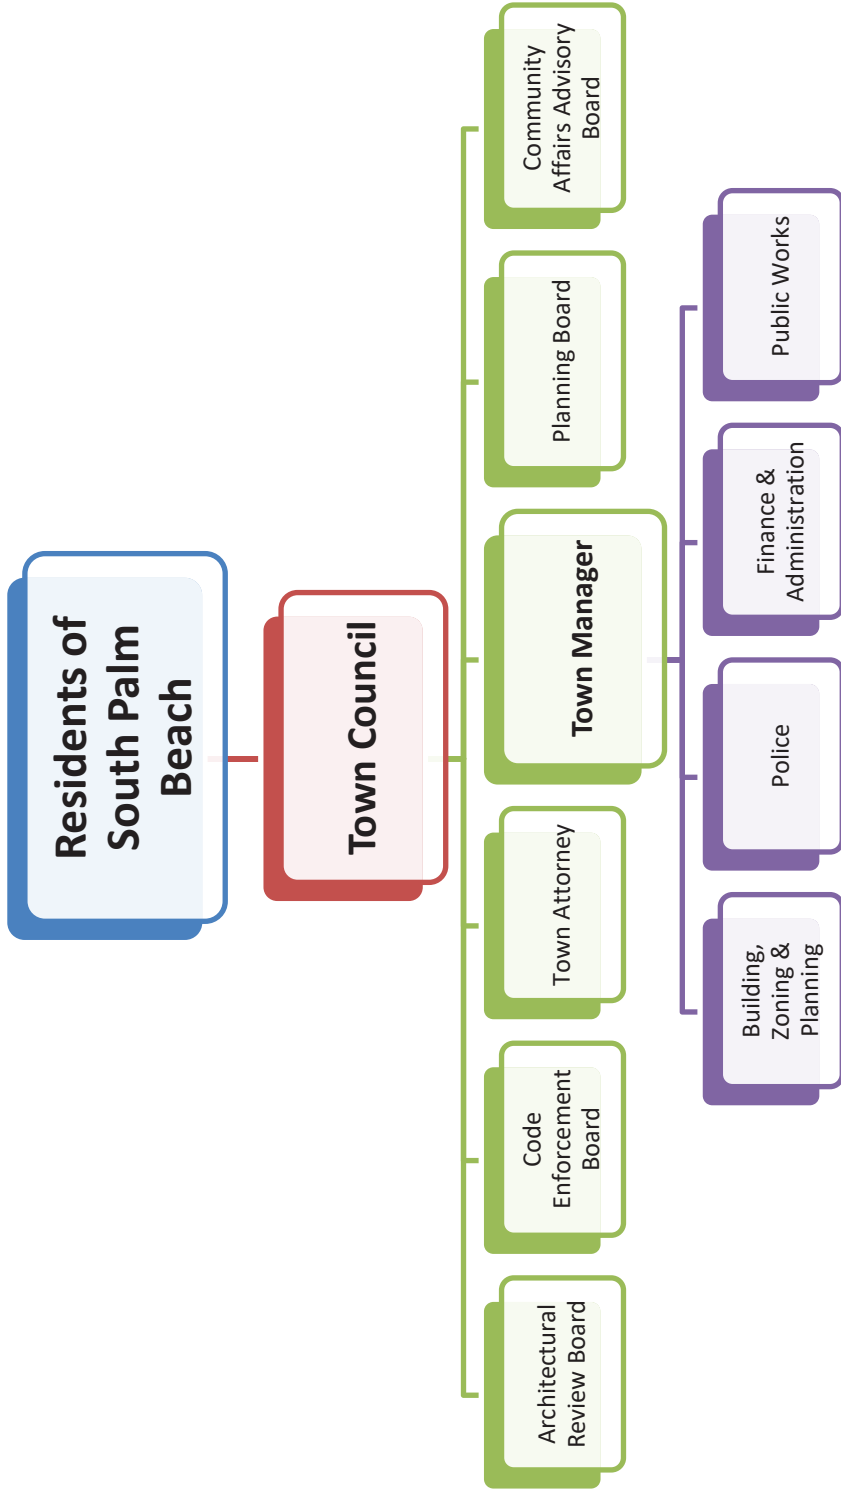 Residents of
South Palm
Beach
Town Council
Architectural
Review Board
Code
Enforcement
Board
Town Attorney
Town Manager
Planning Board
Community
Affairs Advisory
Board
Building,
Zoning &
Planning
Police
Finance &
Administration
Public Works